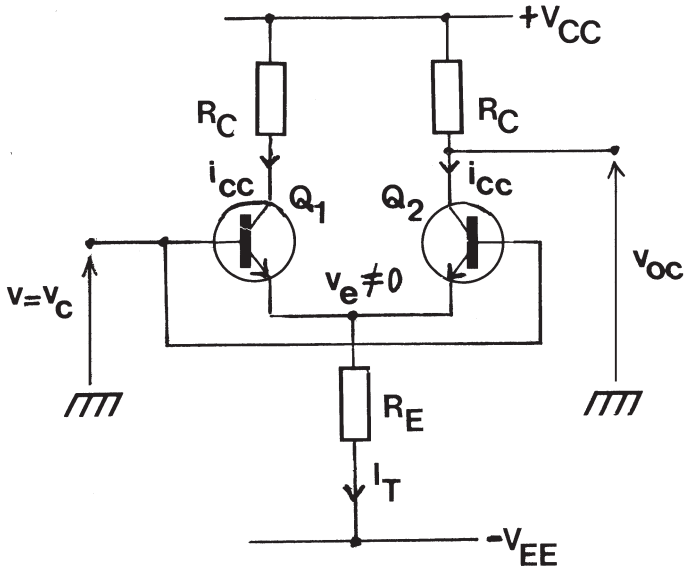 +VCC
RC
RC
iCC
Q1
Q2
iCC
v=vc
ve≠0
vOC
RE
IT
-VEE